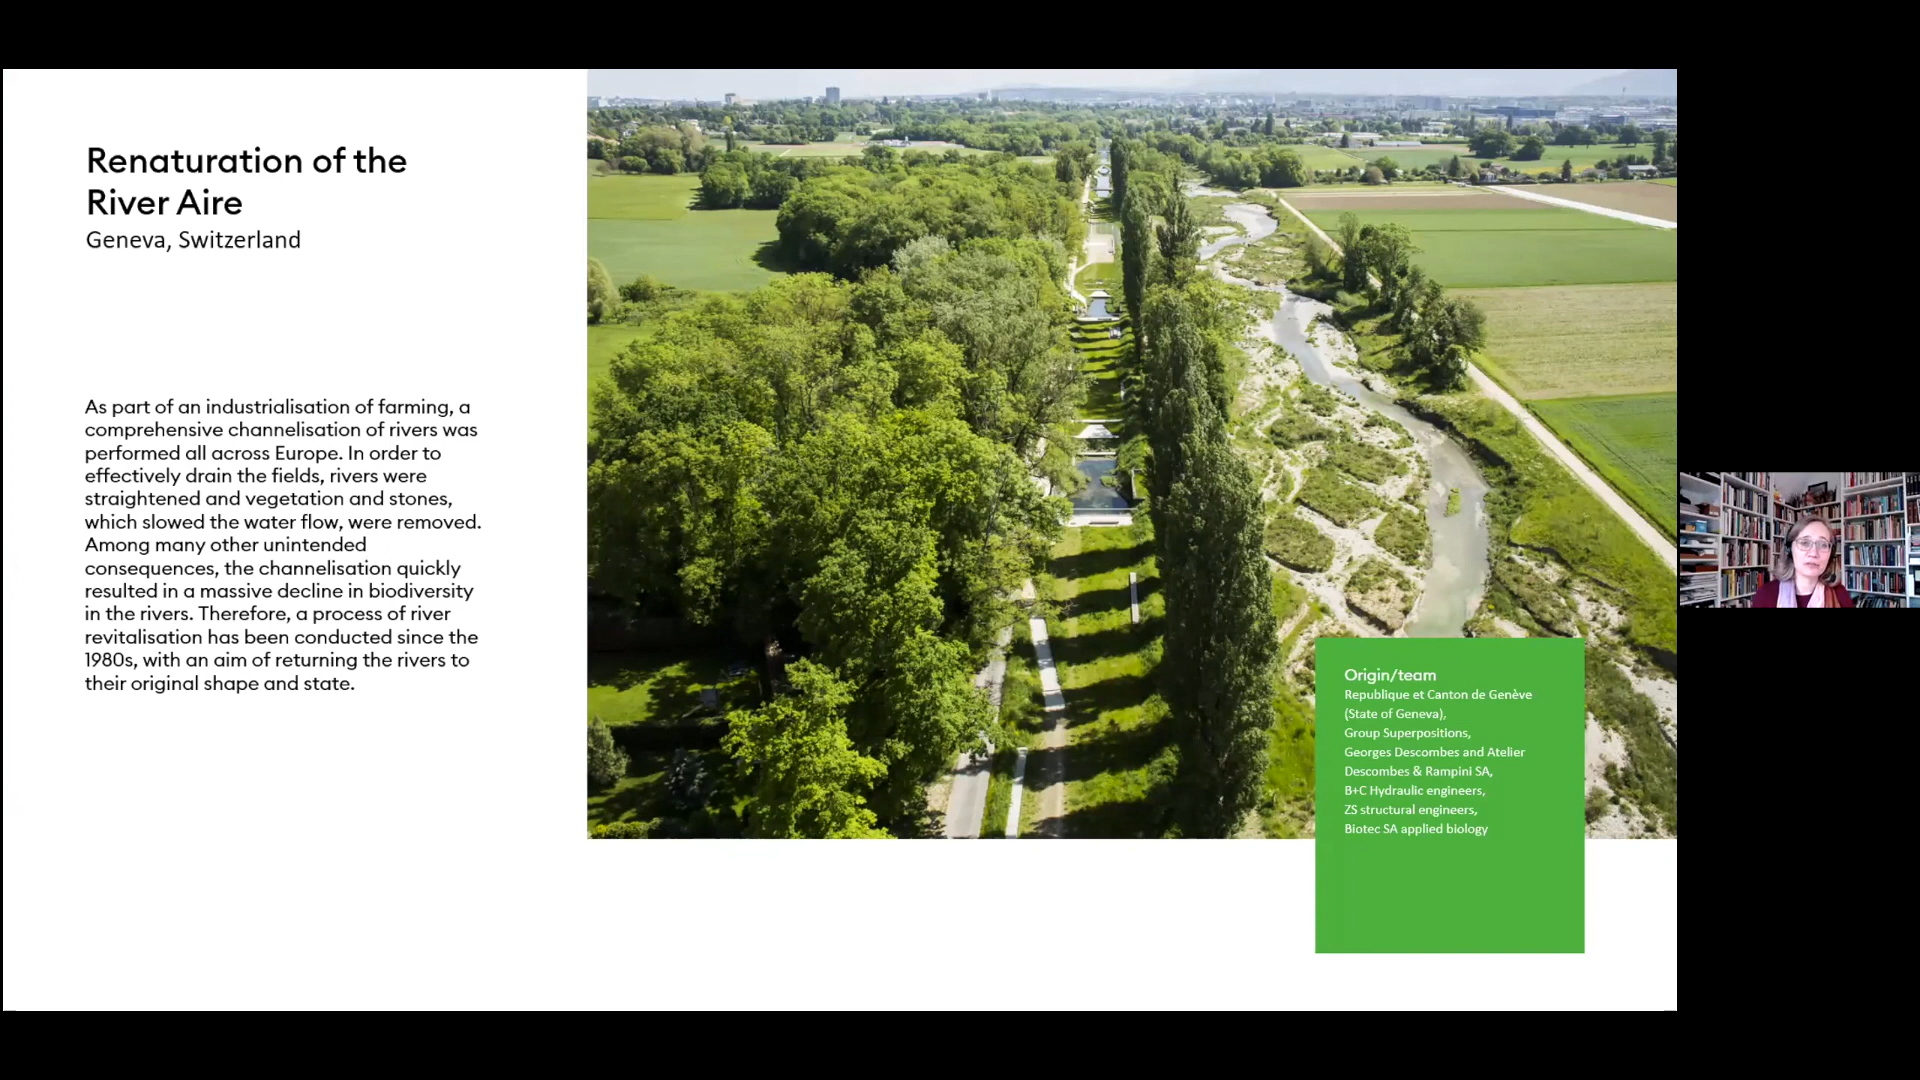 Renaturation of the
River Aire
Geneva, Switzerland
As part of an industrialisation of farming, a
comprehensive channelisation of rivers was
performed all across Europe. In order to
effectively drain the fields, rivers were
straightened and vegetation and stones,
which slowed the water flow, were removed.
Among many other unintended
consequences, the channelisation quickly
resulted in a massive decline in biodiversity
in the rivers. Therefore, a process of river
revitalisation has been conducted since the
1980s, with an aim of returning the rivers to
their original shape and state.
Origin/team
Republique et Canton de Genève
(State of Geneva),
Group Superpositions,
Georges Descombes and Atelier
Descombes & Rampini SA,
B+C Hydraulic engineers,
ZS structural engineers,
Biotec SA applied biology